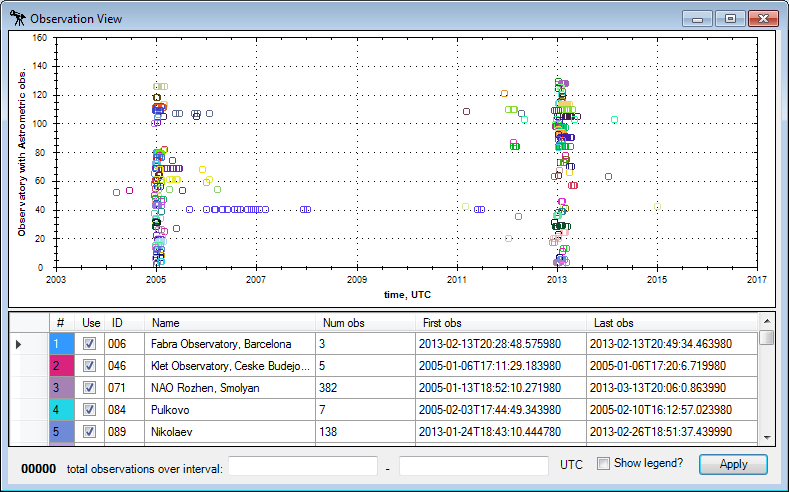 Observation View
160
140
120
100
80
60
40
20
0
Observatory with Astrometric obs.
2003 2005 2007 2009 2011 2013 2015 2017
time, UTC
# Use ID Name Num obs First obs Last obs
1 006 Fabra Observatory, Barcelona 3 2013-02-13T20:28:48.575980 2013-02-13T20:49:34.463980
2 046 Klet Observatory, Ceske Budejo... 5 2005-01-06T17:11:29.183980 2005-01-06T17:20:6.719980
3 071 NAO Rozhen, Smolyan 382 2005-01-13T18:52:10.271980 2013-03-13T20:06:0.863990
4 084 Pulkovo 7 2005-02-03T17:44:49.343980 2005-02-10T16:12:57.023980
5 089 Nikolaev 138 2013-01-24T18:43:10.444780 2013-02-26T18:51:37.439990
00000 total observations over interval: - UTC Show legend? Apply